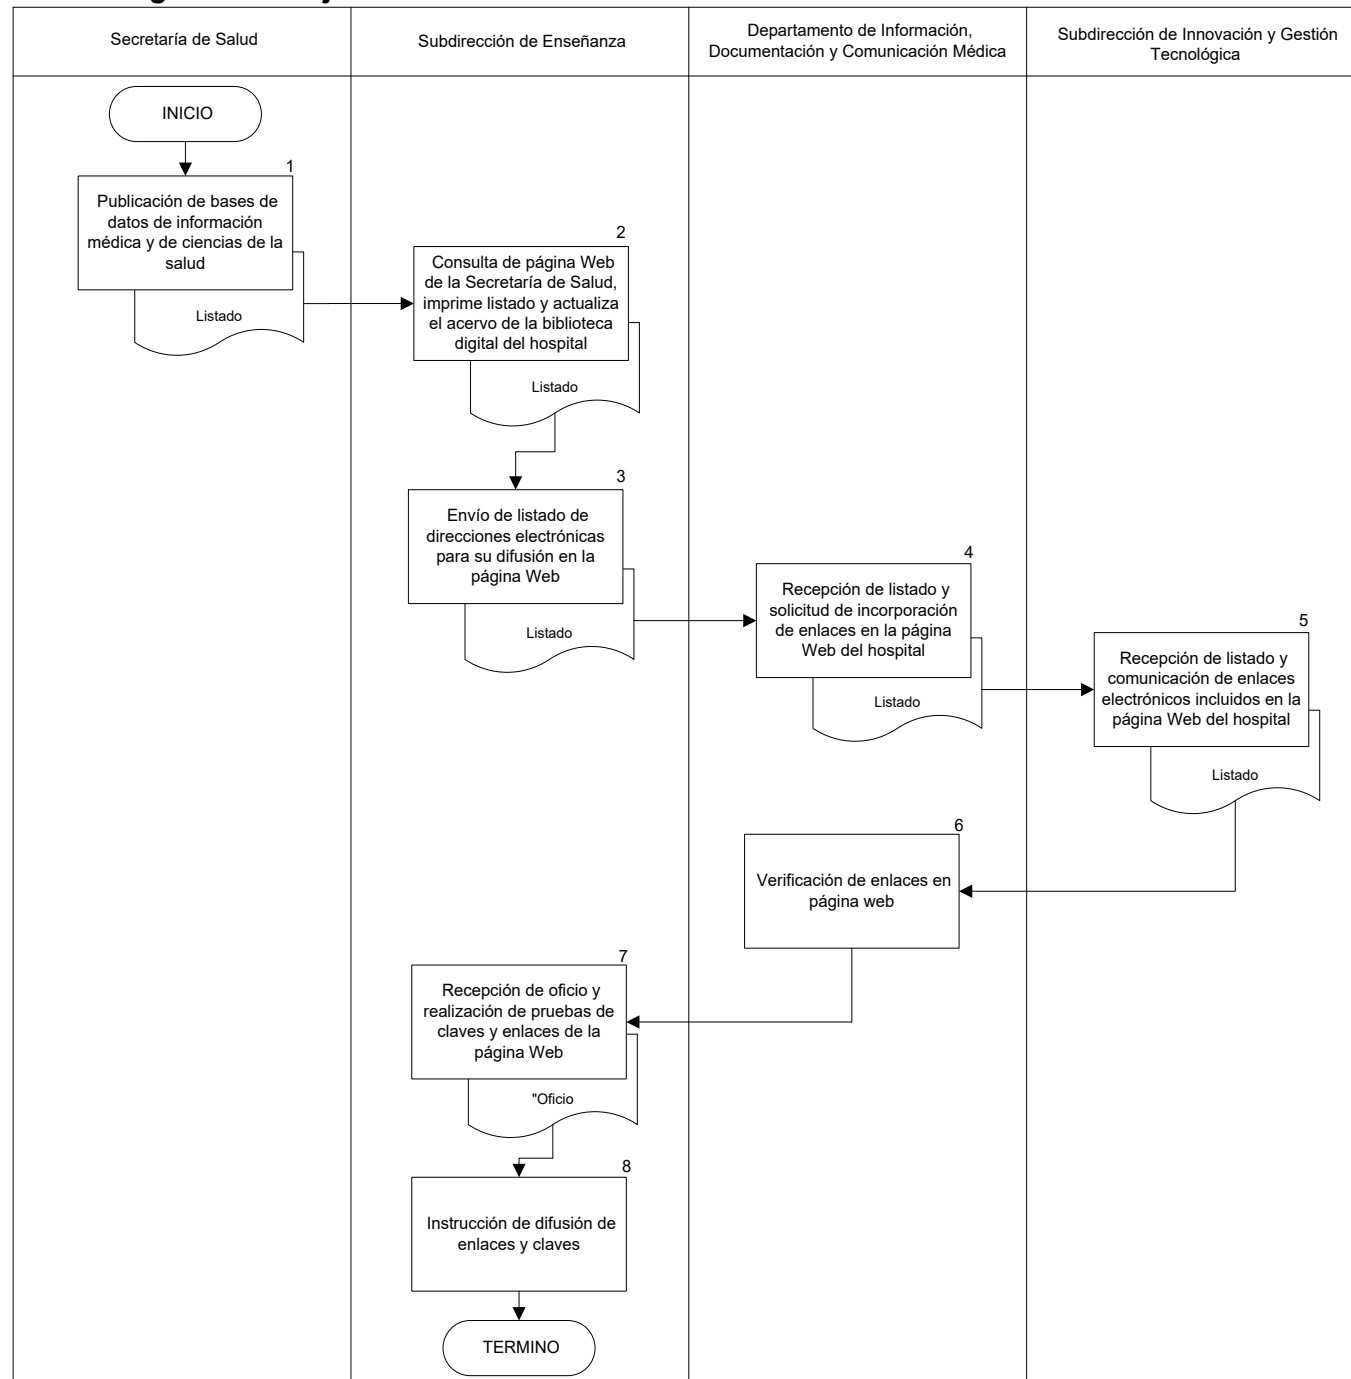 Secretaría de Salud
Subdirección de Enseñanza
Departamento de Información,
Documentación y Comunicación Médica
Subdirección de Innovación y Gestión
Tecnológica
INICIO
1
Publicación de bases de
datos de información
médica y de ciencias de la
salud
Listado
2
Consulta de página Web
de la Secretaría de Salud,
imprime listado y actualiza
el acervo de la biblioteca
digital del hospital
Listado
3
Envío de listado de
direcciones electrónicas
para su difusión en la
página Web
Listado
4
Recepción de listado y
solicitud de incorporación
de enlaces en la página
Web del hospital
Listado
5
Recepción de listado y
comunicación de enlaces
electrónicos incluidos en la
página Web del hospital
Listado
6
Verificación de enlaces en
página web
7
Recepción de oficio y
realización de pruebas de
claves y enlaces de la
página Web
"Oficio
8
Instrucción de difusión de
enlaces y claves
TERMINO